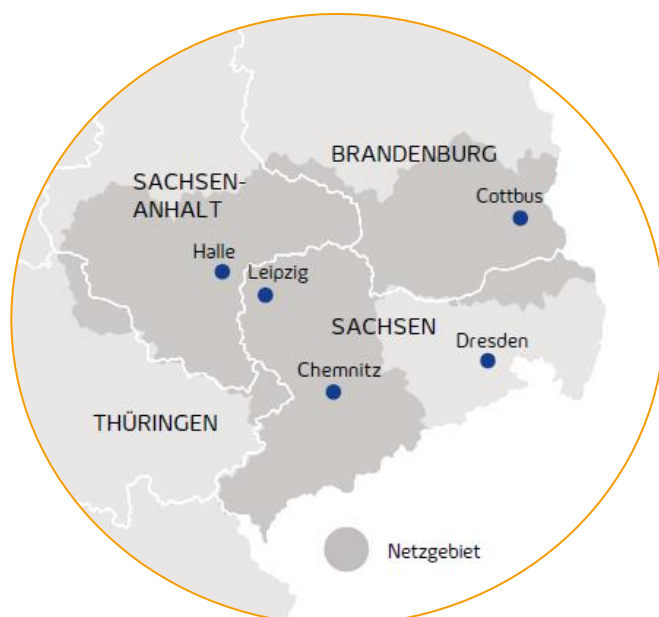 BRANDENBURG
SACHSEN-
ANHALT
Cottbus
Halle
Leipzig
SACHSEN
Dresden
Chemnitz
THÜRINGEN
Netzgebiet